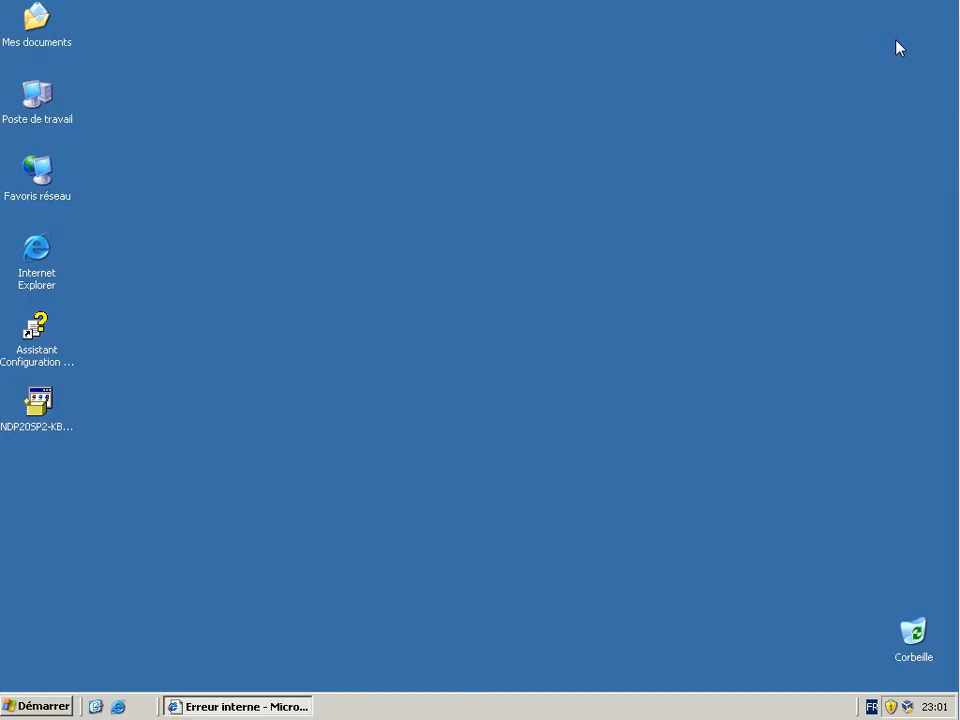 Mes documents
Poste de travail
Favoris réseau
Internet
Explorer
Assistant
Configuration ...
NDP20SP2-KB...
Corbeille
Démarrer
Erreur interne - Micro...
FR
23:01